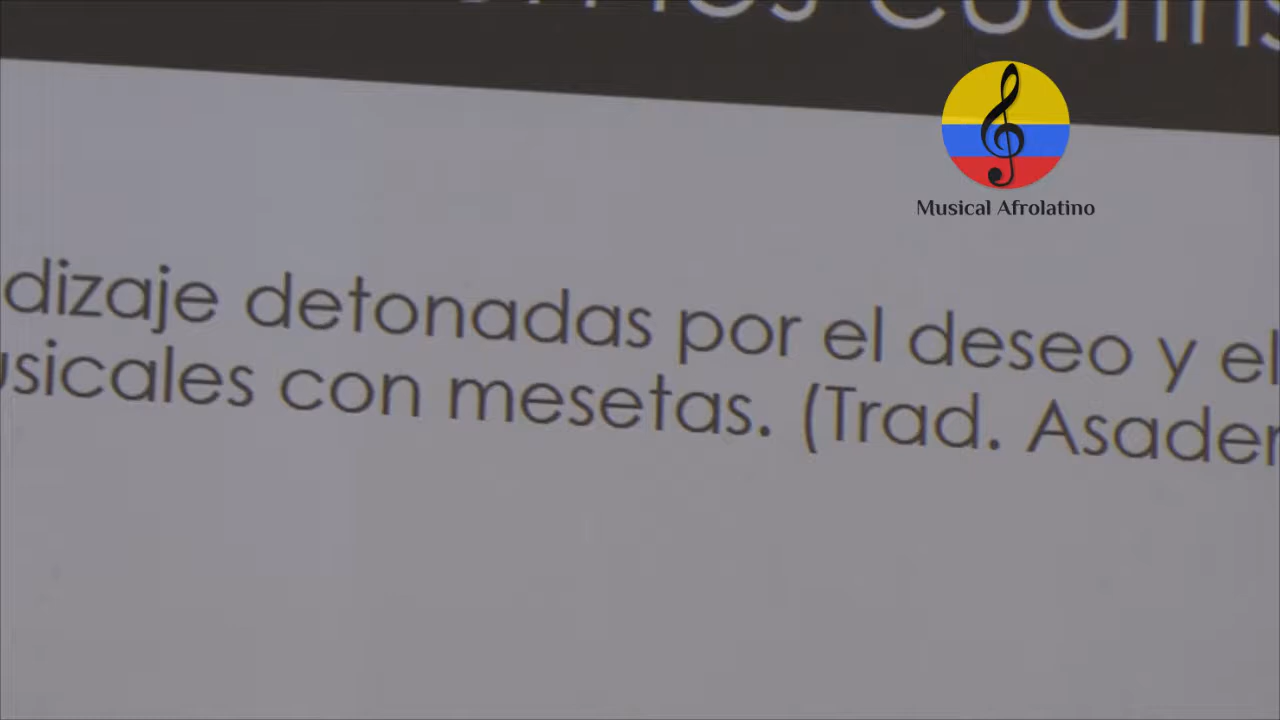 Musical Afrolatino
dizaje detonadas por el deseo y el
usicales con mesetas. (Trad. Asader